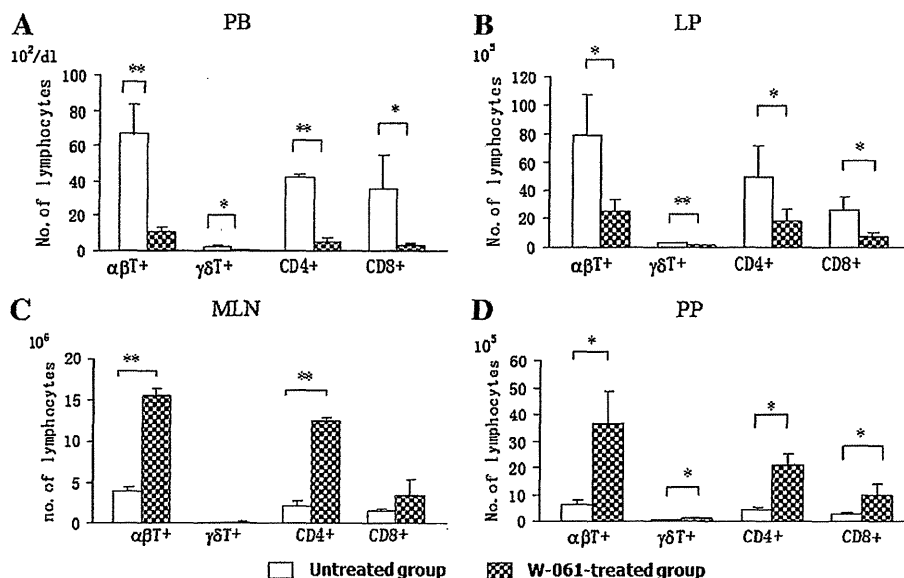 A PB
10²/dl
No. of lymphocytes
100
80
60
40
20
0
** * ** *
αβT+ γδT+ CD4+ CD8+
B LP
No. of lymphocytes
120
100
80
60
40
20
0
* ** * *
αβT+ γδT+ CD4+ CD8+
C MLN
10⁶
no. of lymphocytes
20
15
10
5
0
** **
αβT+ γδT+ CD4+ CD8+
D PP
10⁵
No. of lymphocytes
60
50
40
30
20
10
0
* * * *
αβT+ γδT+ CD4+ CD8+
Untreated group W-061-treated group